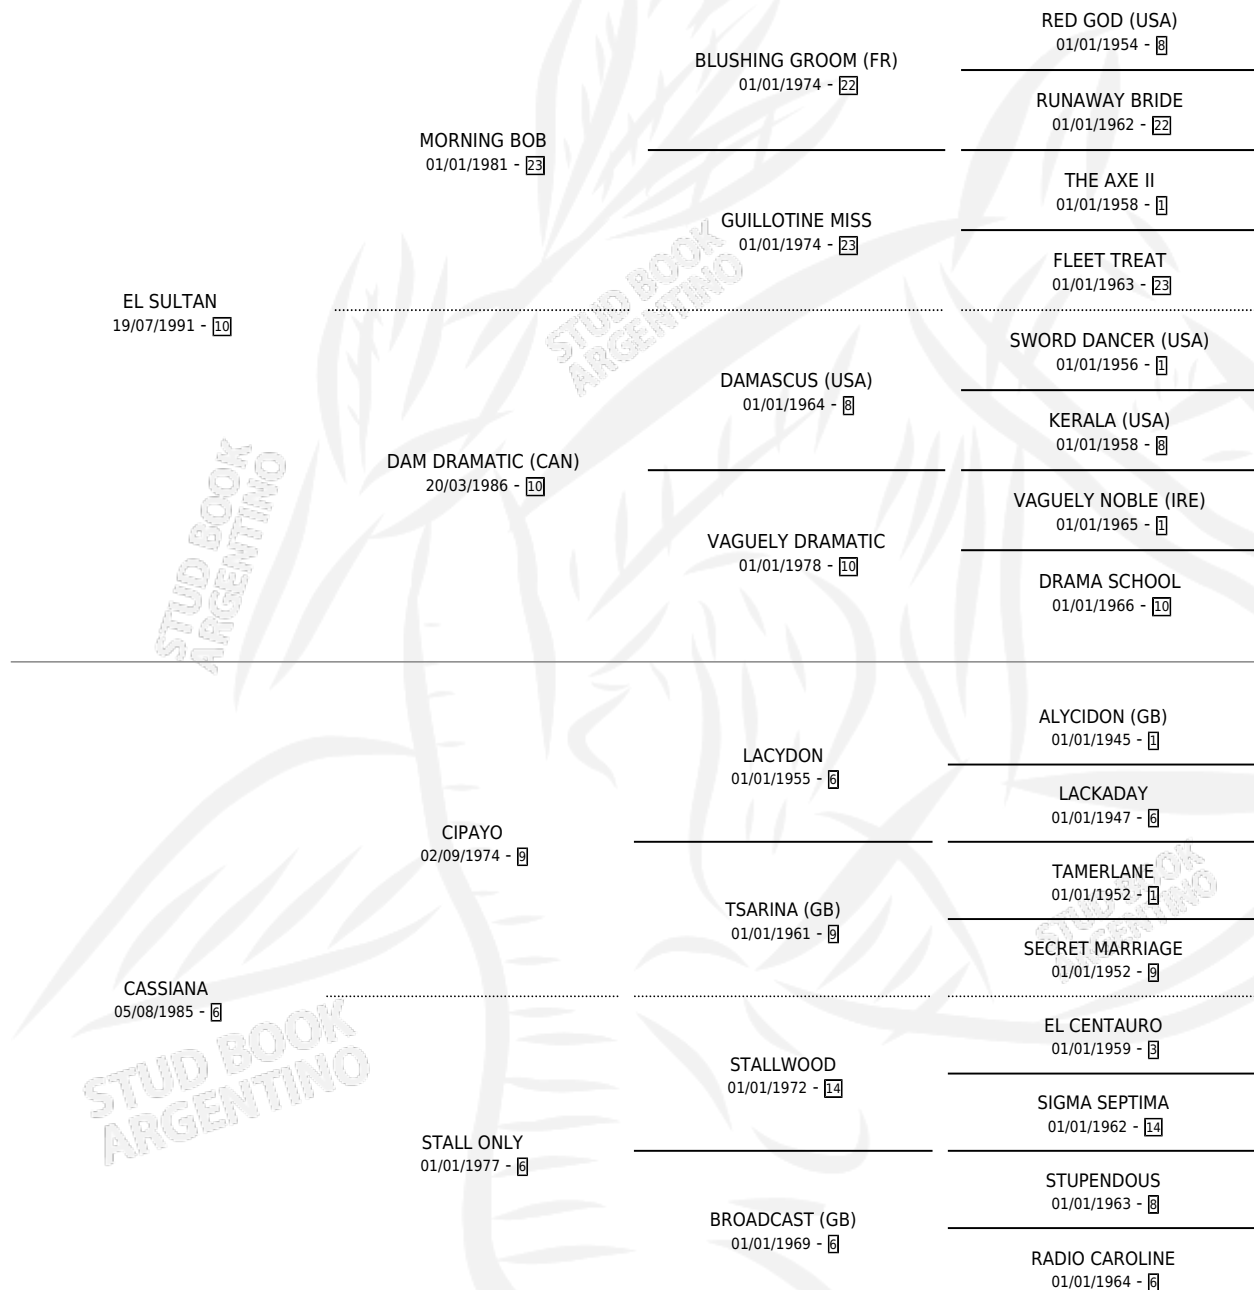 RED GOD (USA)
01/01/1954 - 8
BLUSHING GROOM (FR)
01/01/1974 - 22
RUNAWAY BRIDE
01/01/1962 - 22
MORNING BOB
01/01/1981 - 23
THE AXE II
01/01/1958 - 1
GUILLOTINE MISS
01/01/1974 - 23
FLEET TREAT
01/01/1963 - 23
EL SULTAN
19/07/1991 - 10
SWORD DANCER (USA)
01/01/1956 - 1
DAMASCUS (USA)
01/01/1964 - 8
KERALA (USA)
01/01/1958 - 8
DAM DRAMATIC (CAN)
20/03/1986 - 10
VAGUELY NOBLE (IRE)
01/01/1965 - 1
VAGUELY DRAMATIC
01/01/1978 - 10
DRAMA SCHOOL
01/01/1966 - 10
ALYCIDON (GB)
01/01/1945 - 1
LACYDON
01/01/1955 - 6
LACKADAY
01/01/1947 - 6
CIPAYO
02/09/1974 - 9
TAMERLANE
01/01/1952 - 1
TSARINA (GB)
01/01/1961 - 9
SECRET MARRIAGE
01/01/1952 - 9
CASSIANA
05/08/1985 - 6
EL CENTAURO
01/01/1959 - 3
STALLWOOD
01/01/1972 - 14
SIGMA SEPTIMA
01/01/1962 - 14
STALL ONLY
01/01/1977 - 6
STUPENDOUS
01/01/1963 - 8
BROADCAST (GB)
01/01/1969 - 6
RADIO CAROLINE
01/01/1964 - 6
STUD BOOK
ARGENTINO
STUD BOOK
ARGENTINO
STUD BOOK
ARGENTINO
STUD BOOK
ARGENTINO